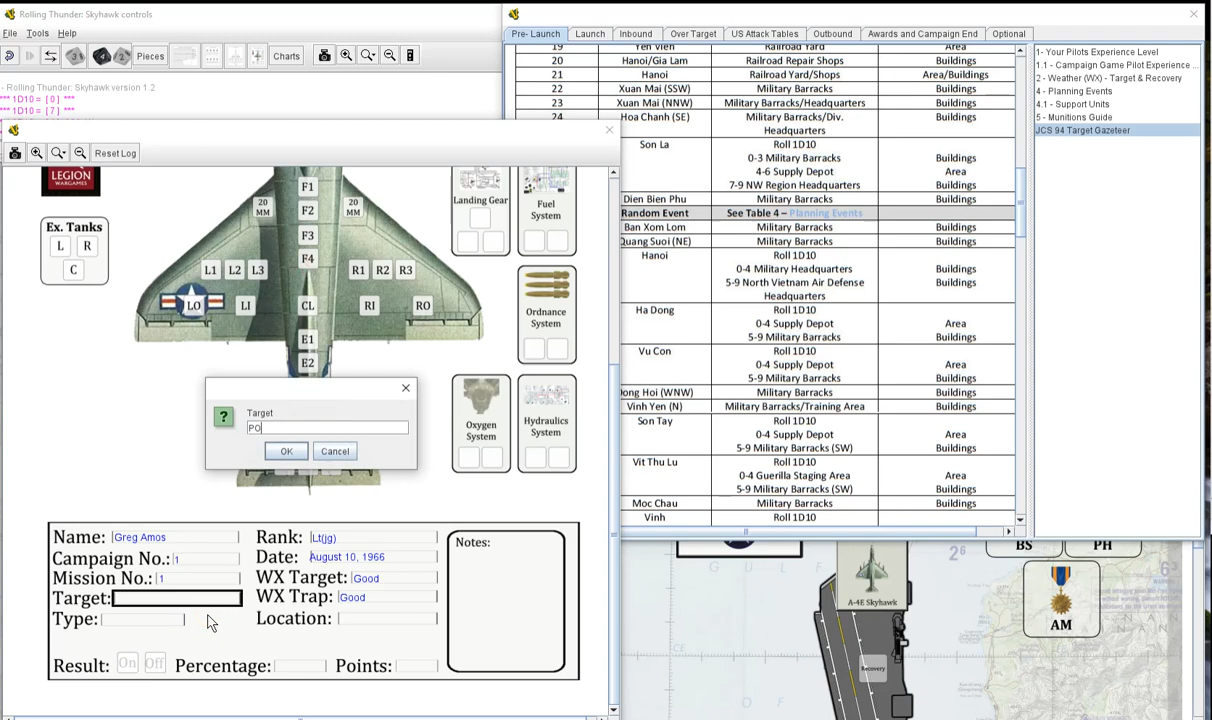 Rolling Thunder: Skyhawk controls
File Tools Help
Pieces
Charts
- Rolling Thunder: Skyhawk version 1.2
*** 1D10 = [ 0 ] ***
*** 1D10 = [ 7 ] ***
Reset Log
LEGION
WARGAMES
Ex. Tanks
L R
C
F1
20
MM
F2
20
MM
F3
F4
L1 L2 L3
R1 R2 R3
LO LI CL RI RO
E1
E2
Landing Gear
Fuel
System
Ordnance
System
Oxygen
System
Hydraulics
System
Target
PO
OK Cancel
Name: Greg Amos
Rank: Lt(jg)
Campaign No.: 1
Date: August 10, 1966
Mission No.: 1
WX Target: Good
Target:
WX Trap: Good
Type:
Location:
Result: On Off Percentage: Points:
Notes:
Pre- Launch Launch Inbound Over Target US Attack Tables Outbound Awards and Campaign End Optional
19 Yen Vien Railroad Yard Area
20 Hanoi/Gia Lam Railroad Repair Shops Buildings
21 Hanoi Railroad Yard/Shops Area/Buildings
22 Xuan Mai (SSW) Military Barracks Buildings
23 Xuan Mai (NNW) Military Barracks/Headquarters Buildings
24 Hoa Chanh (SE) Military Barracks/Div. Buildings
Headquarters
Son La Roll 1D10
0-3 Military Barracks Buildings
4-6 Supply Depot Area
7-9 NW Region Headquarters Buildings
Dien Bien Phu Military Barracks Buildings
Random Event See Table 4 – Planning Events
Ban Xom Lom Military Barracks Buildings
Quang Suoi (NE) Military Barracks Buildings
Hanoi Roll 1D10
0-4 Military Headquarters Buildings
5-9 North Vietnam Air Defense Buildings
Headquarters
Ha Dong Roll 1D10
0-4 Supply Depot Area
5-9 Military Barracks Buildings
Vu Con Roll 1D10
0-4 Supply Depot Area
5-9 Military Barracks Buildings
Dong Hoi (WNW) Military Barracks Buildings
Vinh Yen (N) Military Barracks/Training Area Buildings
Son Tay Roll 1D10
0-4 Supply Depot Area
5-9 Military Barracks (SW) Buildings
Vit Thu Lu Roll 1D10
0-4 Guerilla Staging Area Area
5-9 Military Barracks (SW) Buildings
Moc Chau Military Barracks Buildings
Vinh Roll 1D10
1- Your Pilots Experience Level
1.1 - Campaign Game Pilot Experience ...
2 - Weather (WX) - Target & Recovery
4 - Planning Events
4.1 - Support Units
5 - Munitions Guide
JCS 94 Target Gazeteer
G U L F
A-4E Skyhawk
Recovery
26
BS PH
AM
O F